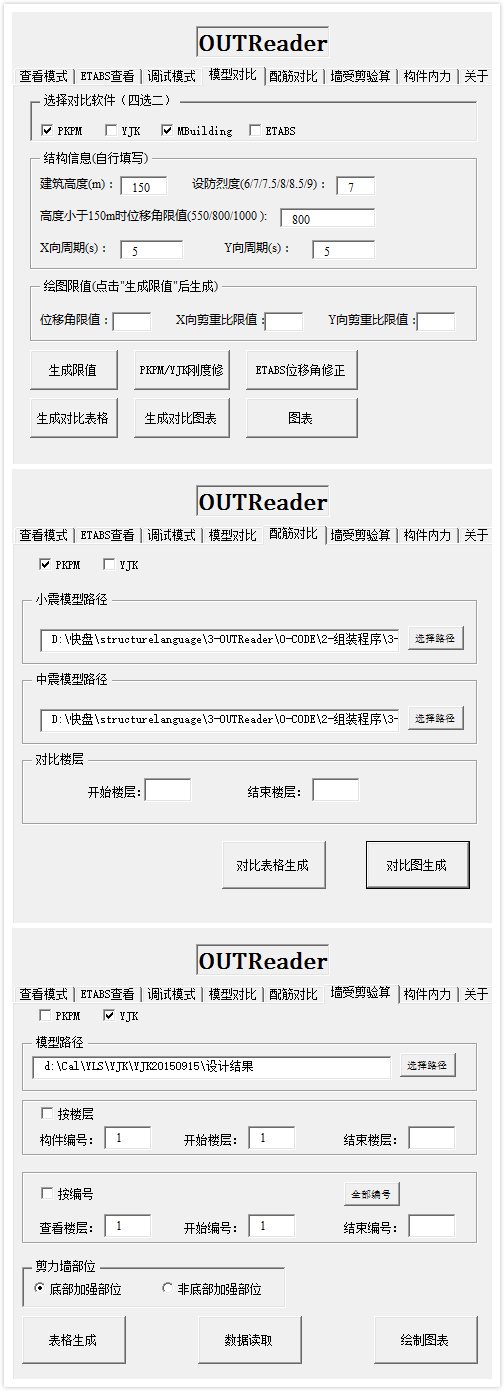 OUTReader
查看模式 ETABS查看 调试模式 模型对比 配筋对比 墙受剪验算 构件内力 关于
选择对比软件（四选二）
PKPM YJK MBuilding ETABS
结构信息(自行填写)
建筑高度(m)： 150 设防烈度(6/7/7.5/8/8.5/9)： 7
高度小于150m时位移角限值(550/800/1000 ): 800
X向周期(s)： 5 Y向周期(s)： 5
绘图限值(点击"生成限值"后生成)
位移角限值： X向剪重比限值： Y向剪重比限值：
生成限值 PKPM/YJK刚度修 ETABS位移角修正
生成对比表格 生成对比图表 图表
OUTReader
查看模式 ETABS查看 调试模式 模型对比 配筋对比 墙受剪验算 构件内力 关于
PKPM YJK
小震模型路径
D:\快盘\structurelanguage\3-OUTReader\0-CODE\2-组装程序\3- 选择路径
中震模型路径
D:\快盘\structurelanguage\3-OUTReader\0-CODE\2-组装程序\3- 选择路径
对比楼层
开始楼层： 结束楼层：
对比表格生成 对比图生成
OUTReader
查看模式 ETABS查看 调试模式 模型对比 配筋对比 墙受剪验算 构件内力 关于
PKPM YJK
模型路径
d:\Cal\YLS\YJK\YJK20150915\设计结果 选择路径
按楼层
构件编号： 1 开始楼层： 1 结束楼层：
按编号 全部编号
查看楼层： 1 开始编号： 1 结束编号：
剪力墙部位
底部加强部位 非底部加强部位
表格生成 数据读取 绘制图表